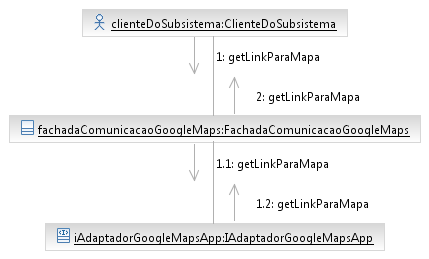 clienteDoSubsistema:ClienteDoSubsistema
1: getLinkParaMapa
2: getLinkParaMapa
fachadaComunicacaoGoogleMaps:FachadaComunicacaoGoogleMaps
1.1: getLinkParaMapa
1.2: getLinkParaMapa
iAdaptadorGoogleMapsApp:IAdaptadorGoogleMapsApp